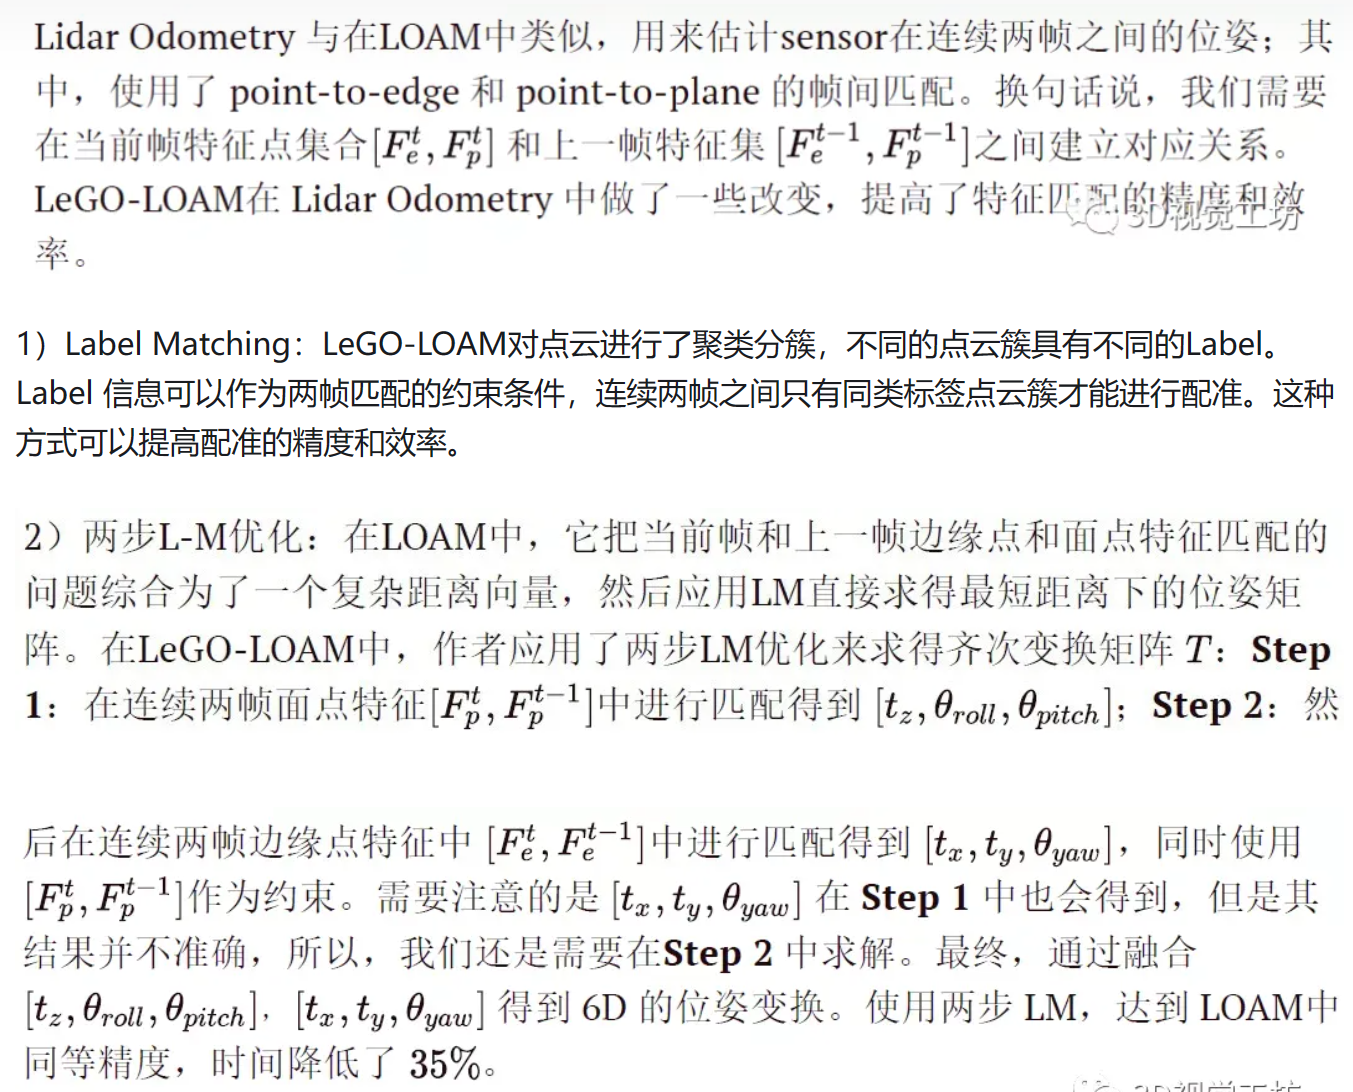 Lidar Odometry 与在LOAM中类似，用来估计sensor在连续两帧之间的位姿；其
中，使用了 point-to-edge 和 point-to-plane 的帧间匹配。换句话说，我们需要
在当前帧特征点集合$[F_e^t, F_p^t]$ 和上一帧特征集 $[F_e^{t-1}, F_p^{t-1}]$之间建立对应关系。
LeGO-LOAM在 Lidar Odometry 中做了一些改变，提高了特征匹配的精度和效
3D视觉工坊
率。
1）Label Matching：LeGO-LOAM对点云进行了聚类分簇，不同的点云簇具有不同的Label。
Label 信息可以作为两帧匹配的约束条件，连续两帧之间只有同类标签点云簇才能进行配准。这种
方式可以提高配准的精度和效率。
2）两步L-M优化：在LOAM中，它把当前帧和上一帧边缘点和面点特征匹配的
问题综合为了一个复杂距离向量，然后应用LM直接求得最短距离下的位姿矩
阵。在LeGO-LOAM中，作者应用了两步LM优化来求得齐次变换矩阵 $T$：Step
1：在连续两帧面点特征$[F_p^t, F_p^{t-1}]$中进行匹配得到 $[t_z, \theta_{roll}, \theta_{pitch}]$；Step 2：然
后在连续两帧边缘点特征中 $[F_e^t, F_e^{t-1}]$中进行匹配得到 $[t_x, t_y, \theta_{yaw}]$，同时使用
$[F_p^t, F_p^{t-1}]$作为约束。需要注意的是 $[t_x, t_y, \theta_{yaw}]$ 在 Step 1 中也会得到，但是其
结果并不准确，所以，我们还是需要在Step 2 中求解。最终，通过融合
$[t_z, \theta_{roll}, \theta_{pitch}]$，$[t_x, t_y, \theta_{yaw}]$ 得到 6D 的位姿变换。使用两步 LM，达到 LOAM中
同等精度，时间降低了 35%。
3D视觉工坊